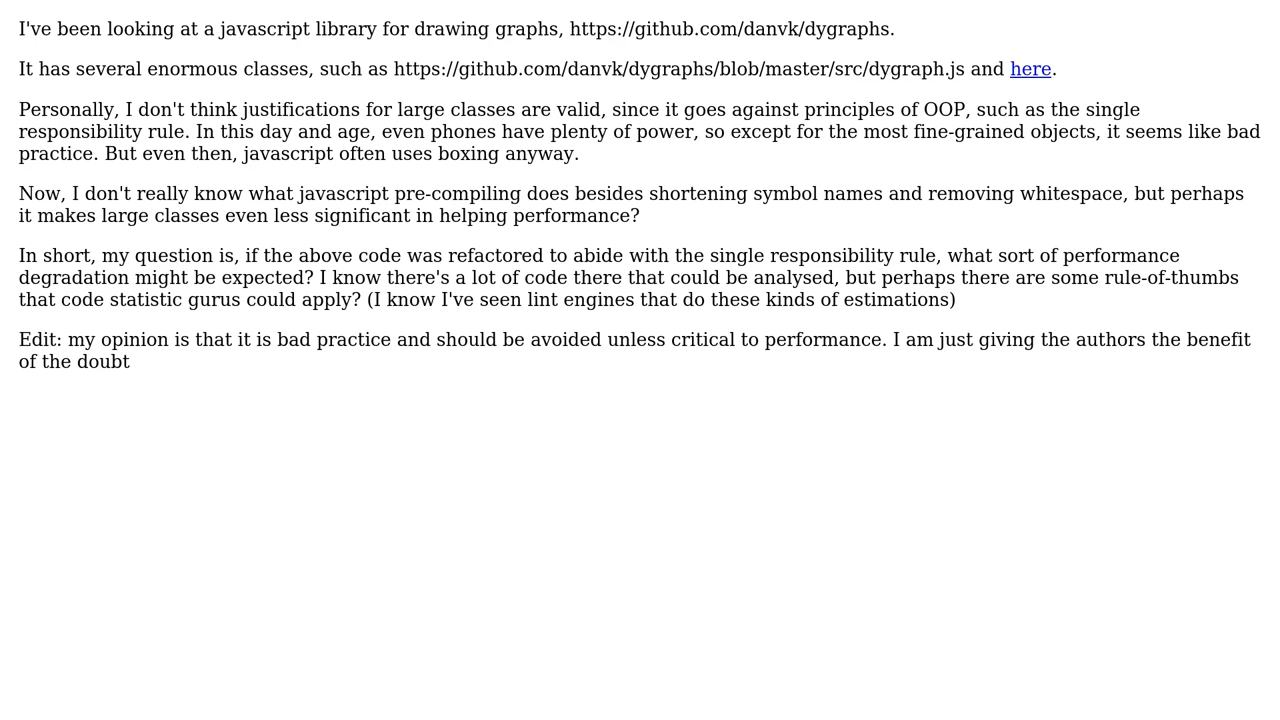 I've been looking at a javascript library for drawing graphs, https://github.com/danvk/dygraphs.
It has several enormous classes, such as https://github.com/danvk/dygraphs/blob/master/src/dygraph.js and here.
Personally, I don't think justifications for large classes are valid, since it goes against principles of OOP, such as the single
responsibility rule. In this day and age, even phones have plenty of power, so except for the most fine-grained objects, it seems like bad
practice. But even then, javascript often uses boxing anyway.
Now, I don't really know what javascript pre-compiling does besides shortening symbol names and removing whitespace, but perhaps
it makes large classes even less significant in helping performance?
In short, my question is, if the above code was refactored to abide with the single responsibility rule, what sort of performance
degradation might be expected? I know there's a lot of code there that could be analysed, but perhaps there are some rule-of-thumbs
that code statistic gurus could apply? (I know I've seen lint engines that do these kinds of estimations)
Edit: my opinion is that it is bad practice and should be avoided unless critical to performance. I am just giving the authors the benefit
of the doubt